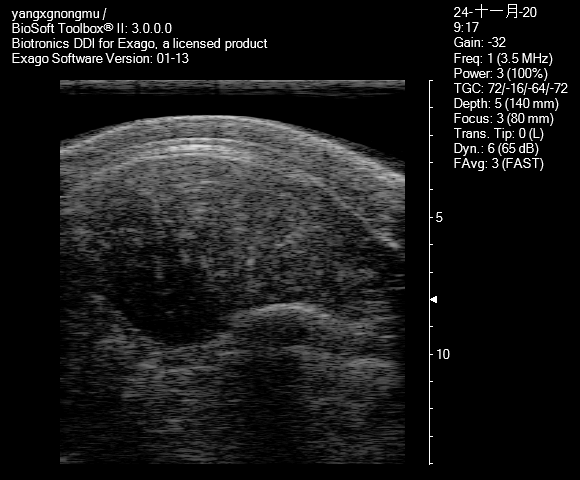 yangxgnongmu /
BioSoft Toolbox® II: 3.0.0.0
Biotronics DDI for Exago, a licensed product
Exago Software Version: 01-13
24-十一月-20
9:17
Gain: -32
Freq: 1 (3.5 MHz)
Power: 3 (100%)
TGC: 72/-16/-64/-72
Depth: 5 (140 mm)
Focus: 3 (80 mm)
Trans. Tip: 0 (L)
Dyn.: 6 (65 dB)
FAvg: 3 (FAST)
5
10